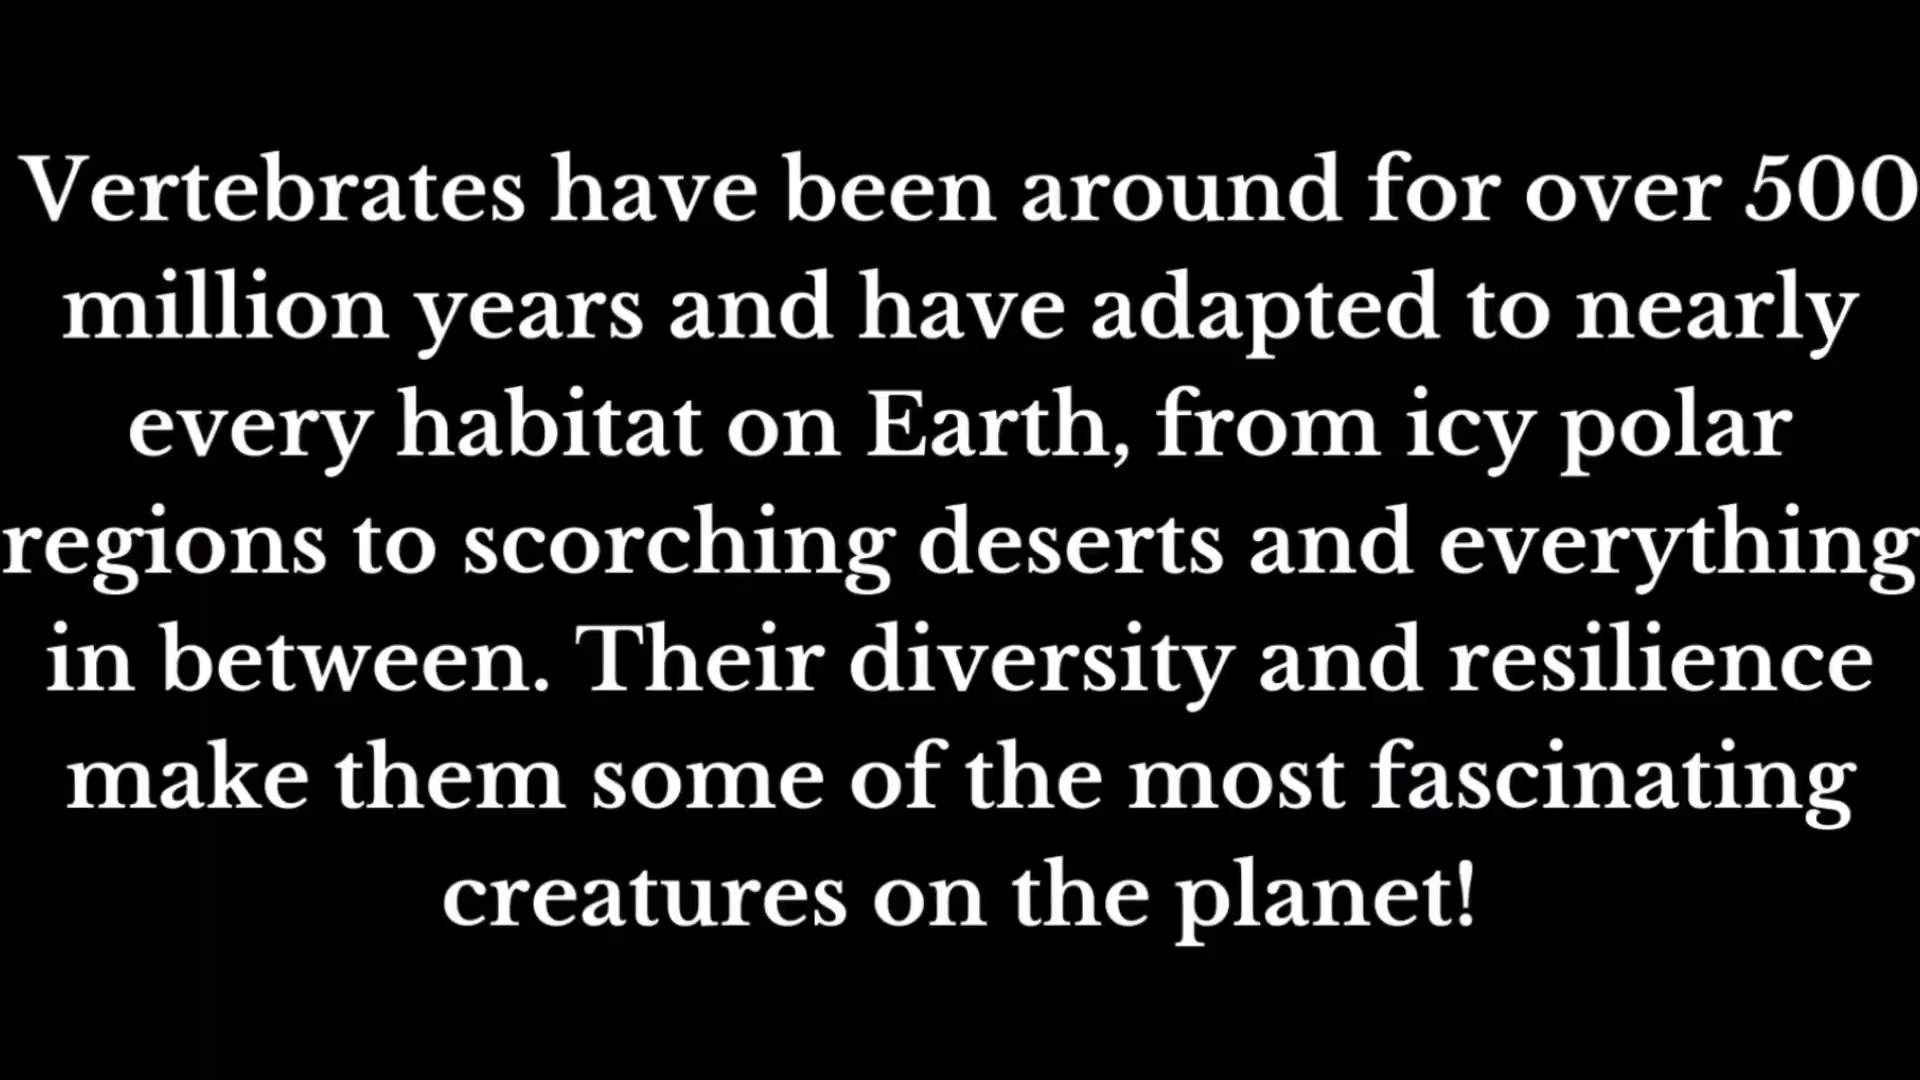 Vertebrates have been around for over 500
million years and have adapted to nearly
every habitat on Earth, from icy polar
regions to scorching deserts and everything
in between. Their diversity and resilience
make them some of the most fascinating
creatures on the planet!